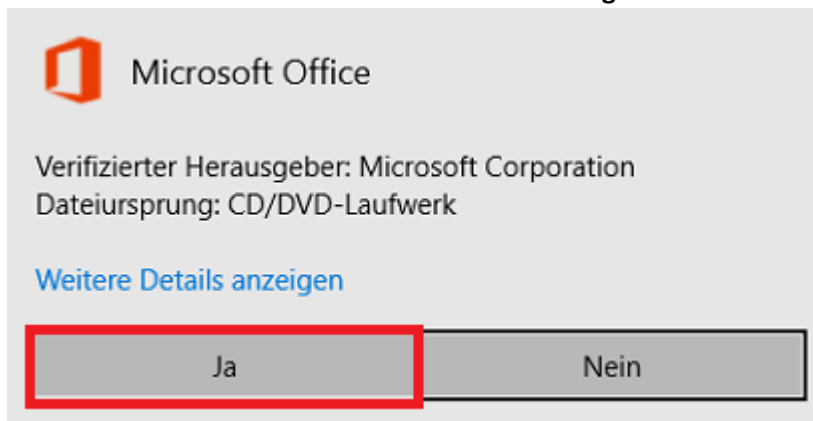 Microsoft Office
Verifizierter Herausgeber: Microsoft Corporation
Dateiursprung: CD/DVD-Laufwerk
Weitere Details anzeigen
Ja Nein